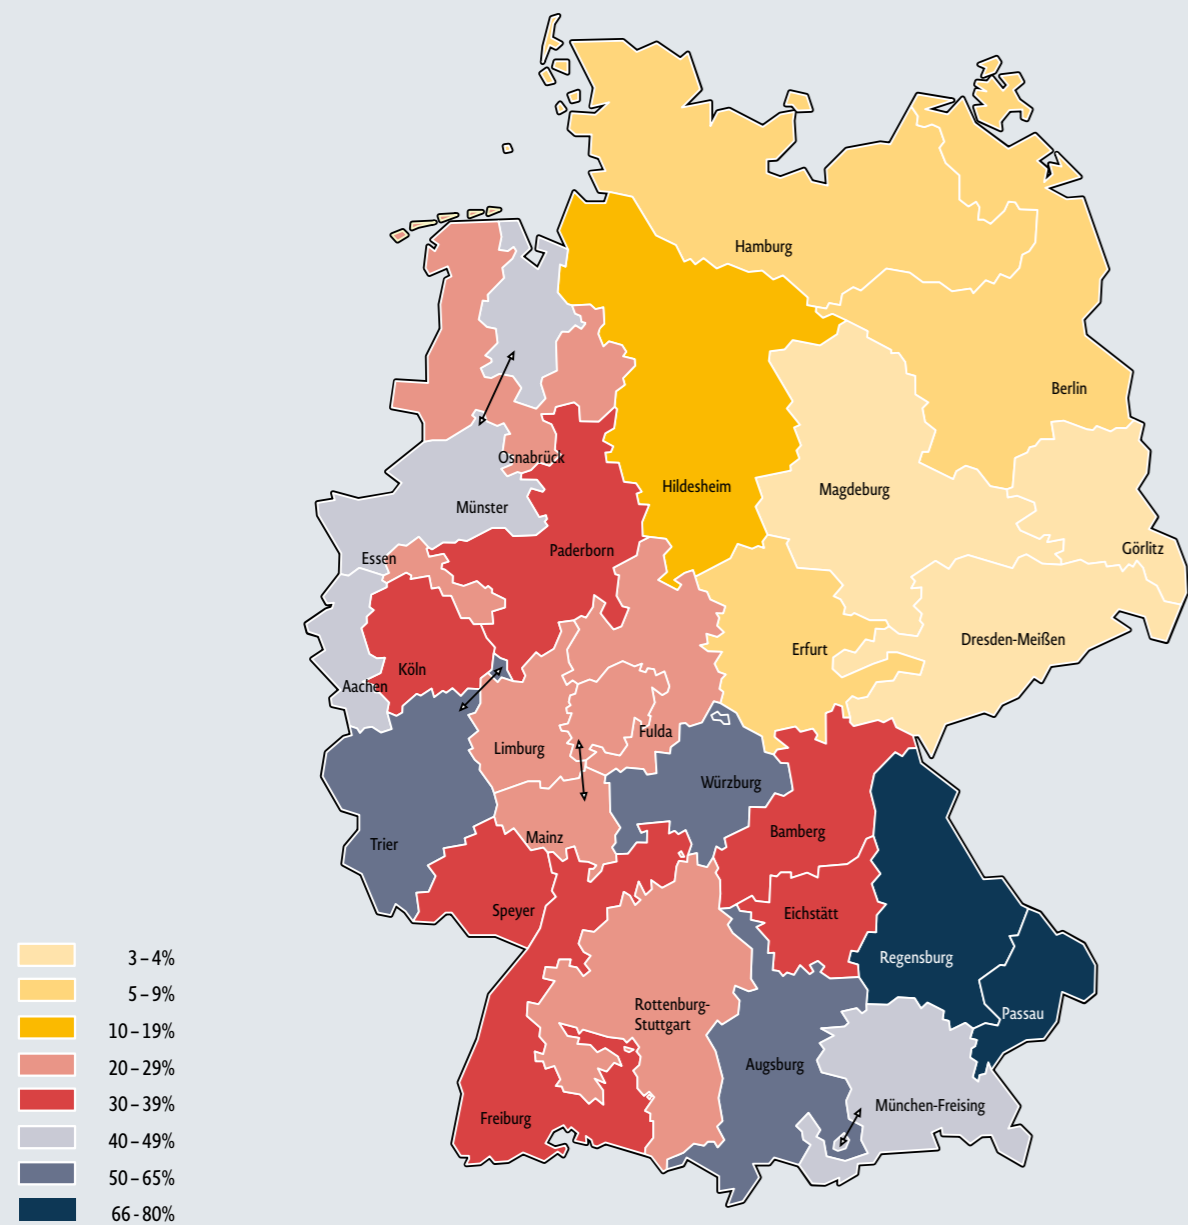 Hamburg
Berlin
Osnabrück
Hildesheim
Magdeburg
Münster
Essen
Paderborn
Görlitz
Dresden-Meißen
Erfurt
Köln
Aachen
Limburg
Fulda
Würzburg
Mainz
Bamberg
Trier
Speyer
Eichstätt
Regensburg
Rottenburg-
Stuttgart
Passau
Augsburg
München-Freising
Freiburg
3 – 4%
5 – 9%
10 – 19%
20 – 29%
30 – 39%
40 – 49%
50 – 65%
66 - 80%